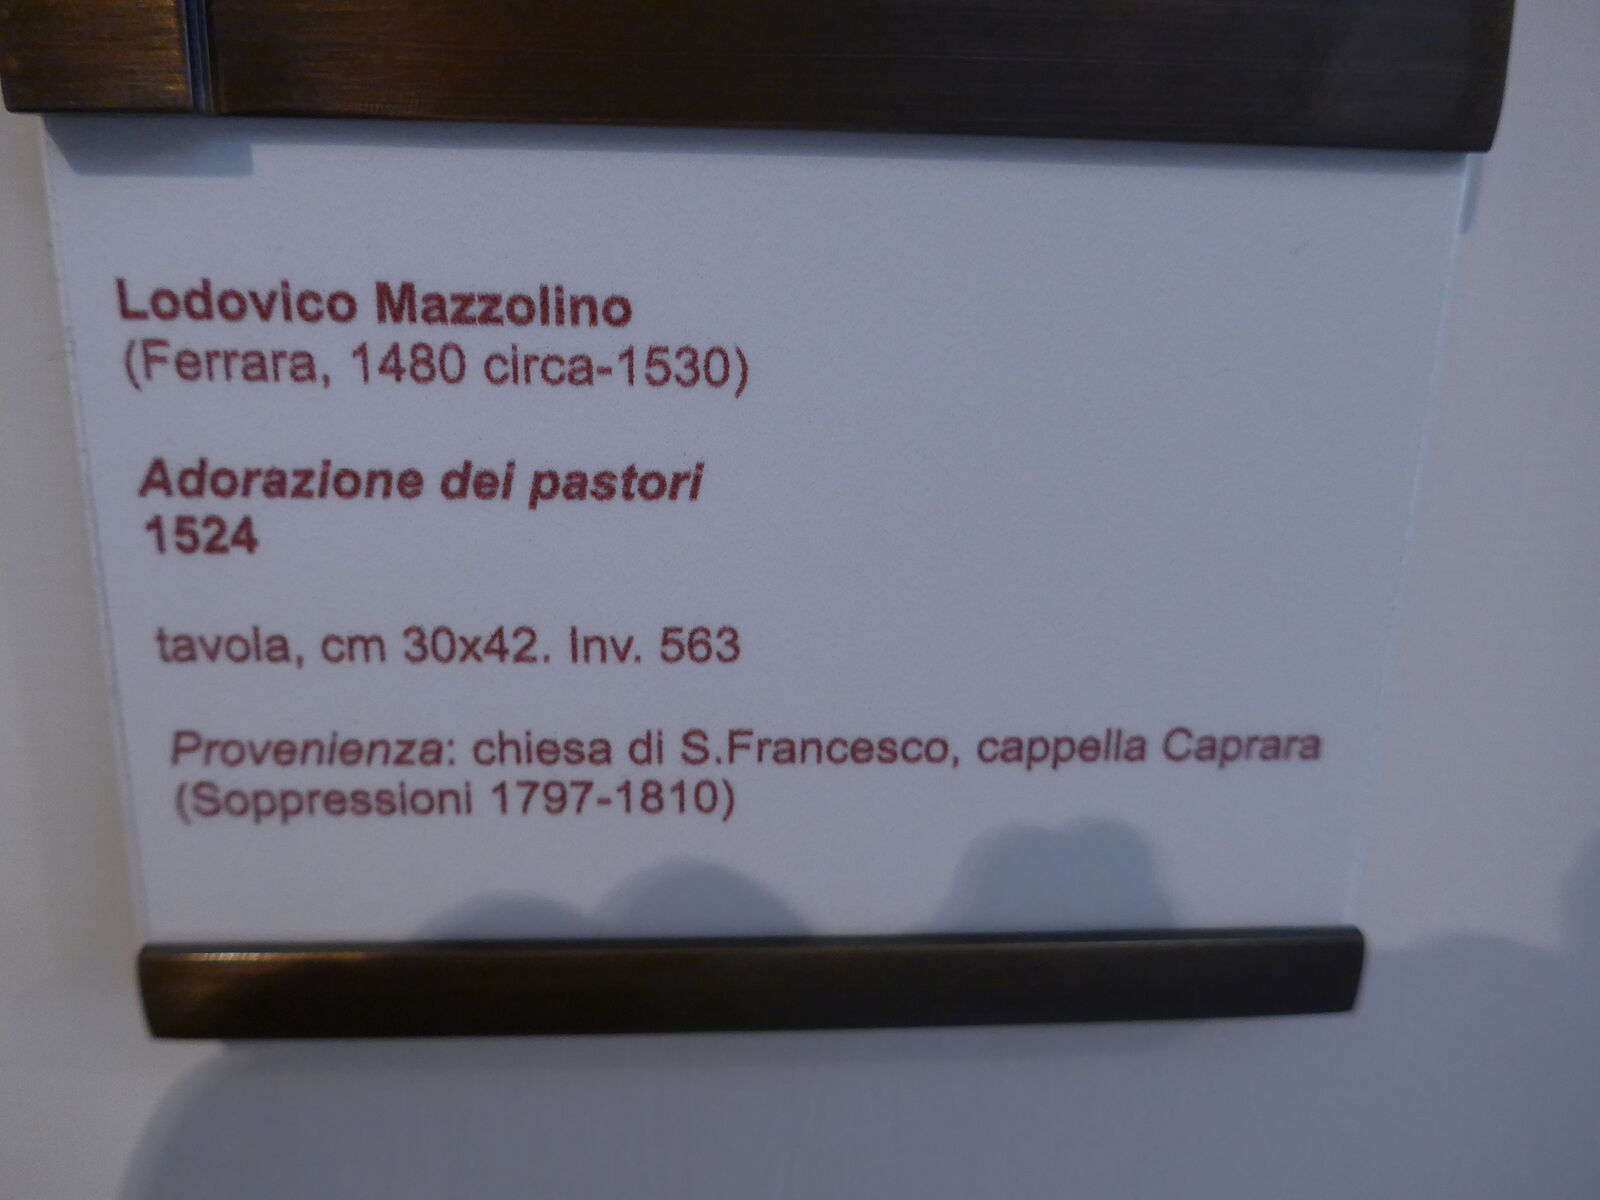 Lodovico Mazzolino
(Ferrara, 1480 circa-1530)
Adorazione dei pastori
1524
tavola, cm 30x42. Inv. 563
Provenienza: chiesa di S.Francesco, cappella Caprara
(Soppressioni 1797-1810)